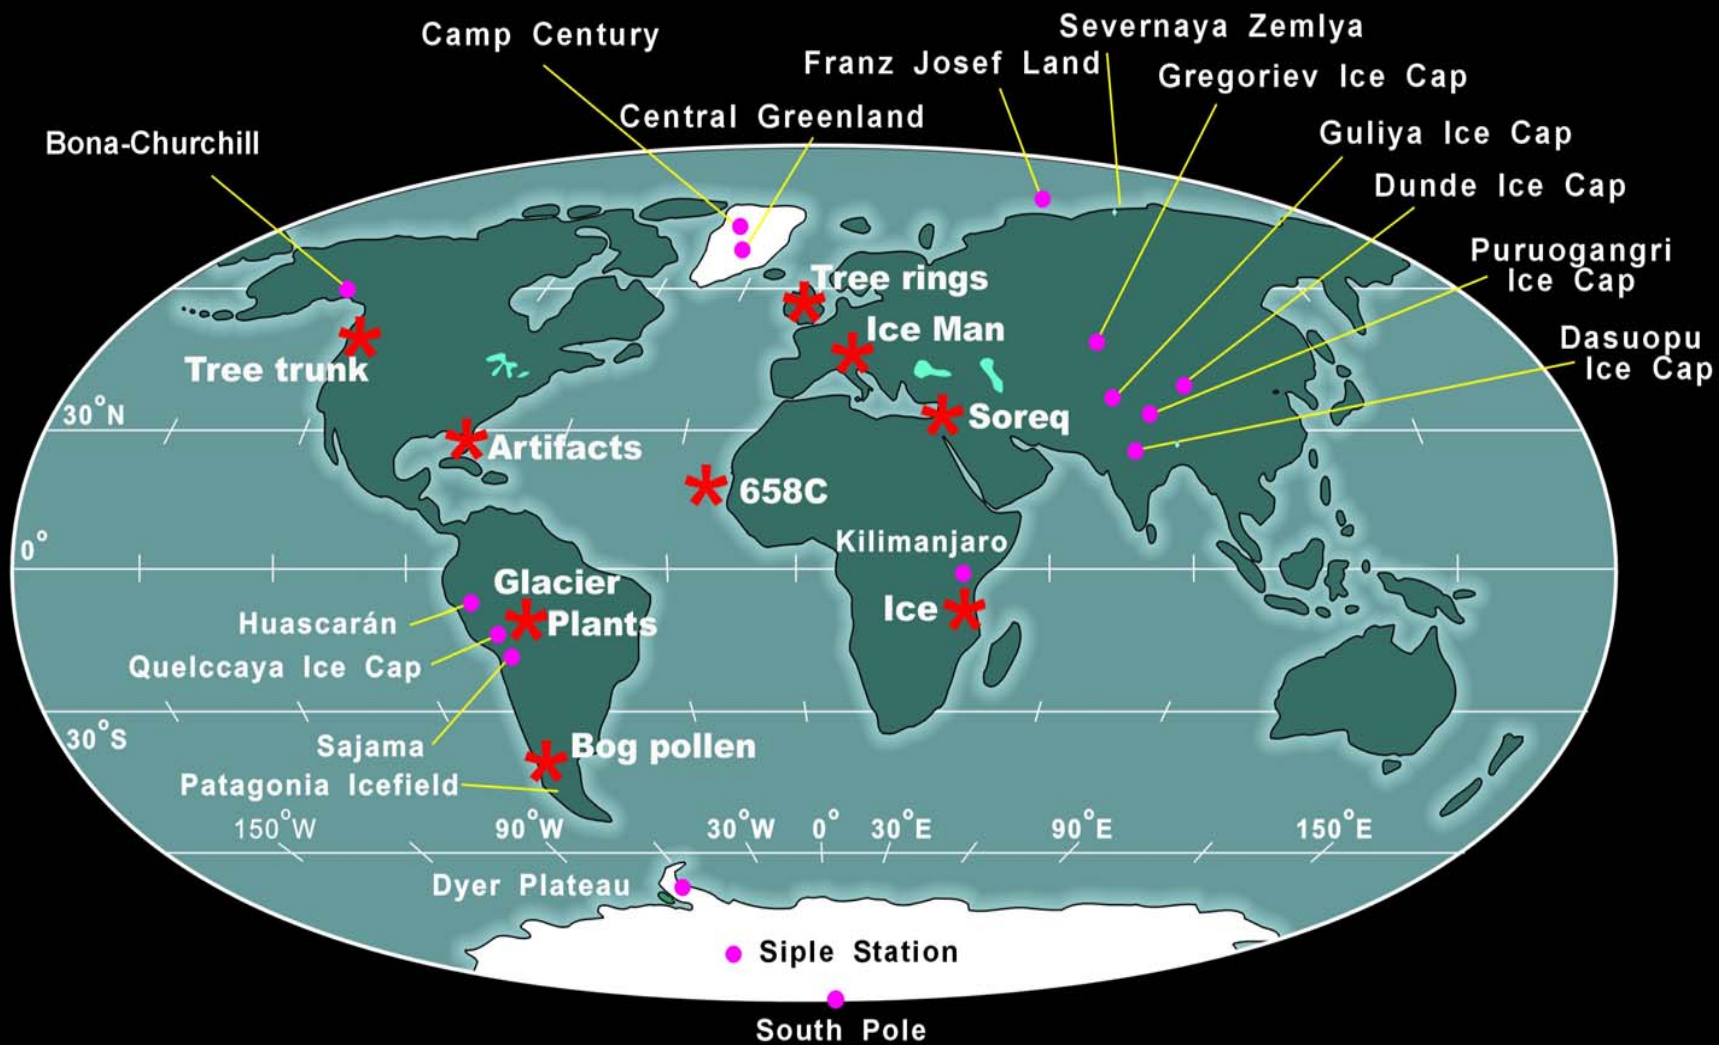 Severnaya Zemlya
Camp Century
Franz Josef Land
Gregoriev Ice Cap
Central Greenland
Guliya Ice Cap
Bona-Churchill
Dunde Ice Cap
Puruogangri
Ice Cap
Tree rings
Ice Man
Dasuopu
Ice Cap
Tree trunk
30°N
Soreq
Artifacts
658C
0°
Kilimanjaro
Glacier
Plants
Ice
Huascarán
Quelccaya Ice Cap
30°S
Sajama
Bog pollen
Patagonia Icefield
150°W 90°W 30°W 0° 30°E 90°E 150°E
Dyer Plateau
Siple Station
South Pole